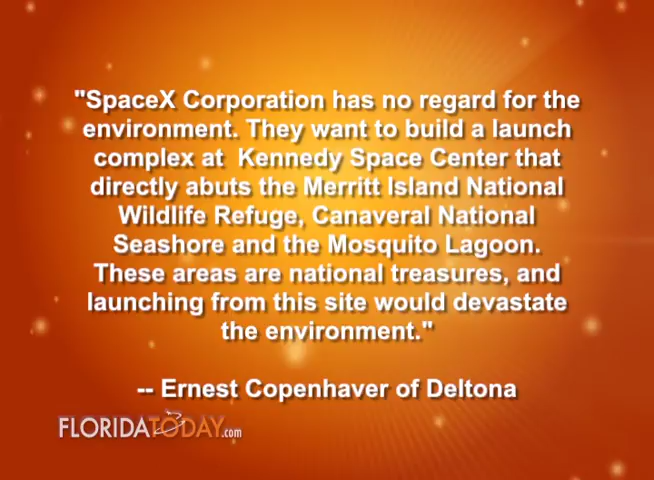 "SpaceX Corporation has no regard for the
environment. They want to build a launch
complex at  Kennedy Space Center that
directly abuts the Merritt Island National
Wildlife Refuge, Canaveral National
Seashore and the Mosquito Lagoon.
These areas are national treasures, and
launching from this site would devastate
the environment."
-- Ernest Copenhaver of Deltona
FLORIDATODAY.com